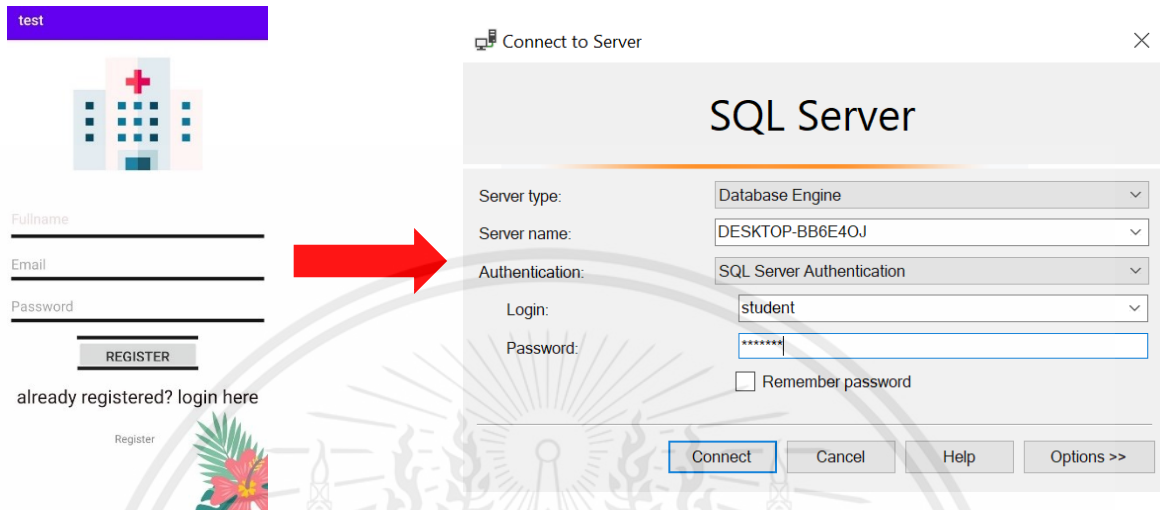 test
Fullname
Email
Password
REGISTER
already registered? login here
Register
Connect to Server
SQL Server
Server type: Database Engine
Server name: DESKTOP-BB6E4OJ
Authentication: SQL Server Authentication
Login: student
Password: *******
Remember password
Connect Cancel Help Options >>